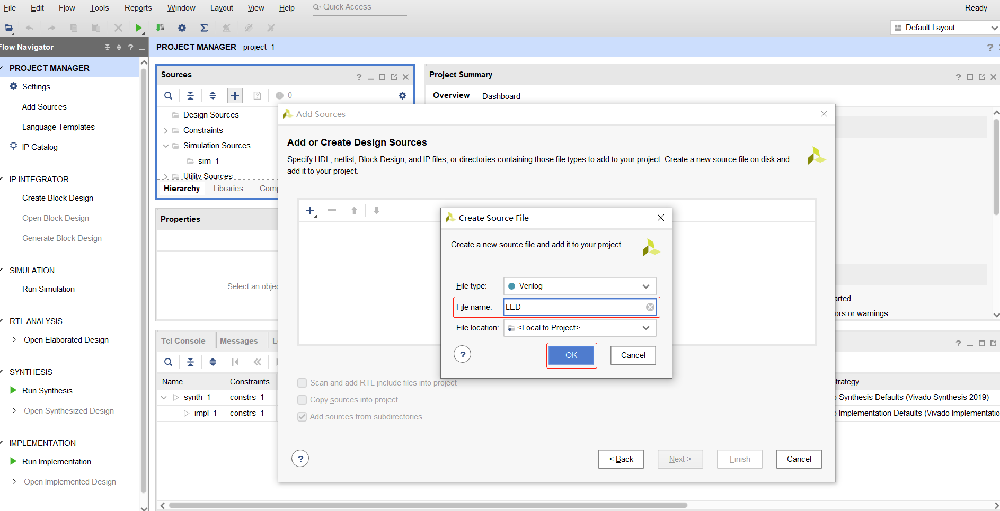 File Edit Flow Tools Reports Window Layout View Help Quick Access Ready
Default Layout
Flow Navigator
PROJECT MANAGER
Settings
Add Sources
Language Templates
IP Catalog
IP INTEGRATOR
Create Block Design
Open Block Design
Generate Block Design
SIMULATION
Run Simulation
RTL ANALYSIS
Open Elaborated Design
SYNTHESIS
Run Synthesis
Open Synthesized Design
IMPLEMENTATION
Run Implementation
Open Implemented Design
PROJECT MANAGER - project_1
Sources
0
Design Sources
Constraints
Simulation Sources
sim_1
Utility Sources
Hierarchy Libraries Comp
Properties
Select an objec
Tcl Console Messages
Name Constraints
synth_1 constrs_1
impl_1 constrs_1
Project Summary
Overview | Dashboard
arted
ors or warnings
trategy
Synthesis Defaults (Vivado Synthesis 2019)
Implementation Defaults (Vivado Implementatio
Add Sources
Add or Create Design Sources
Specify HDL, netlist, Block Design, and IP files, or directories containing those file types to add to your project. Create a new source file on disk and
add it to your project.
Scan and add RTL include files into project
Copy sources into project
Add sources from subdirectories
? < Back Next > Finish Cancel
Create Source File
Create a new source file and add it to your project.
File type: Verilog
File name: LED
File location: <Local to Project>
? OK Cancel